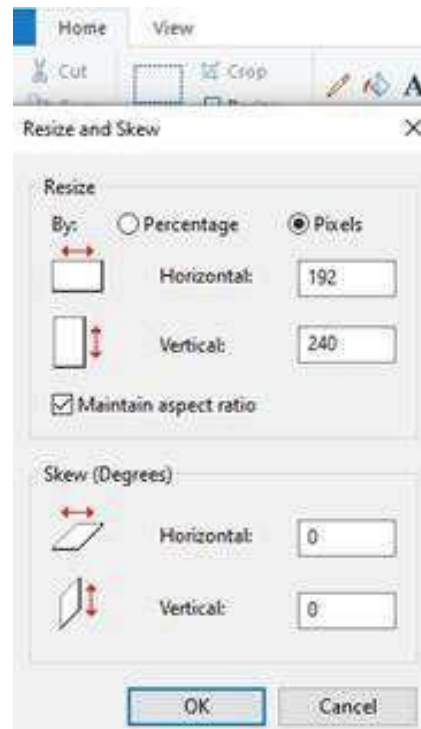 Home View
Cut Crop
A
Resize and Skew
Resize
By: Percentage Pixels
Horizontal: 192
Vertical: 240
Maintain aspect ratio
Skew (Degrees)
Horizontal: 0
Vertical: 0
OK Cancel